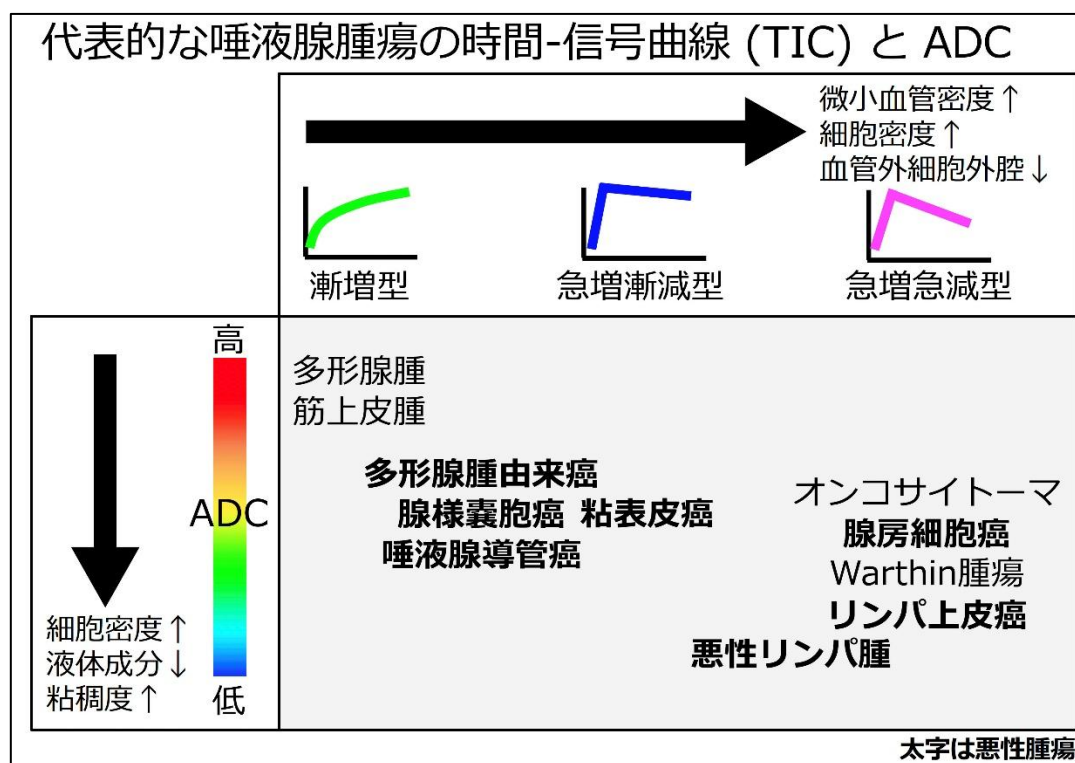 代表的な唾液腺腫瘍の時間-信号曲線 (TIC) と ADC
微小血管密度↑
細胞密度↑
血管外細胞外腔↓
漸増型
急増漸減型
急増急減型
高
ADC
低
細胞密度↑
液体成分↓
粘稠度↑
多形腺腫
筋上皮腫
多形腺腫由来癌
腺様嚢胞癌 粘表皮癌
唾液腺導管癌
オンコサイトーマ
腺房細胞癌
Warthin腫瘍
リンパ上皮癌
悪性リンパ腫
太字は悪性腫瘍